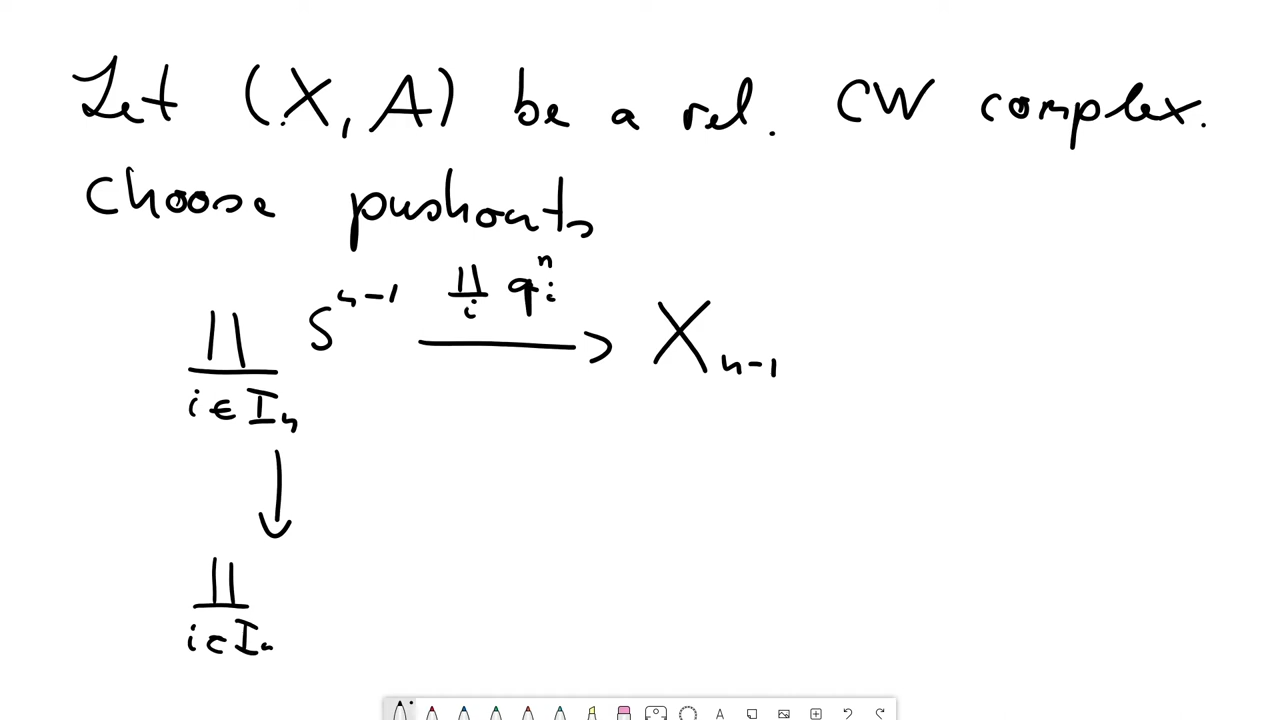 Let (X, A) be a rel. CW complex.
Choose pushouts
∐_{i∈I_n} S^{n-1} —∐_i q_i^n→ X_{n-1}
↓
∐_{i∈I_n}